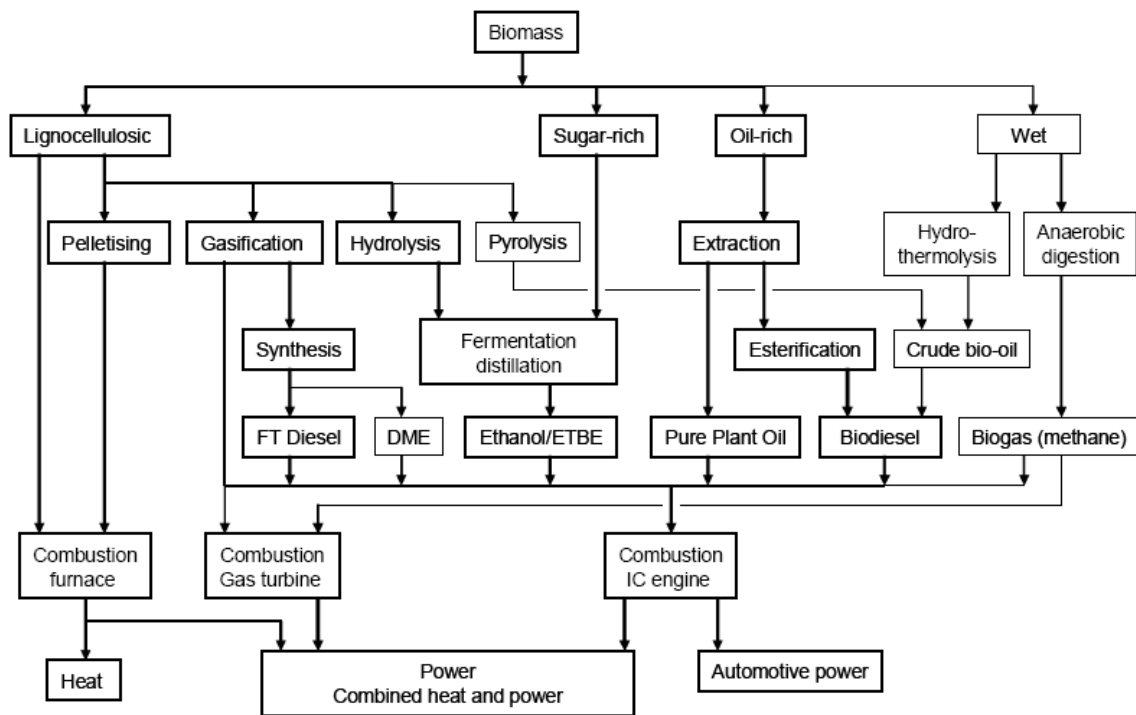 Biomass
Lignocellulosic
Sugar-rich
Oil-rich
Wet
Pelletising
Gasification
Hydrolysis
Pyrolysis
Extraction
Hydro-
thermolysis
Anaerobic
digestion
Synthesis
Fermentation
distillation
Esterification
Crude bio-oil
FT Diesel
DME
Ethanol/ETBE
Pure Plant Oil
Biodiesel
Biogas (methane)
Combustion
furnace
Combustion
Gas turbine
Combustion
IC engine
Heat
Power
Combined heat and power
Automotive power